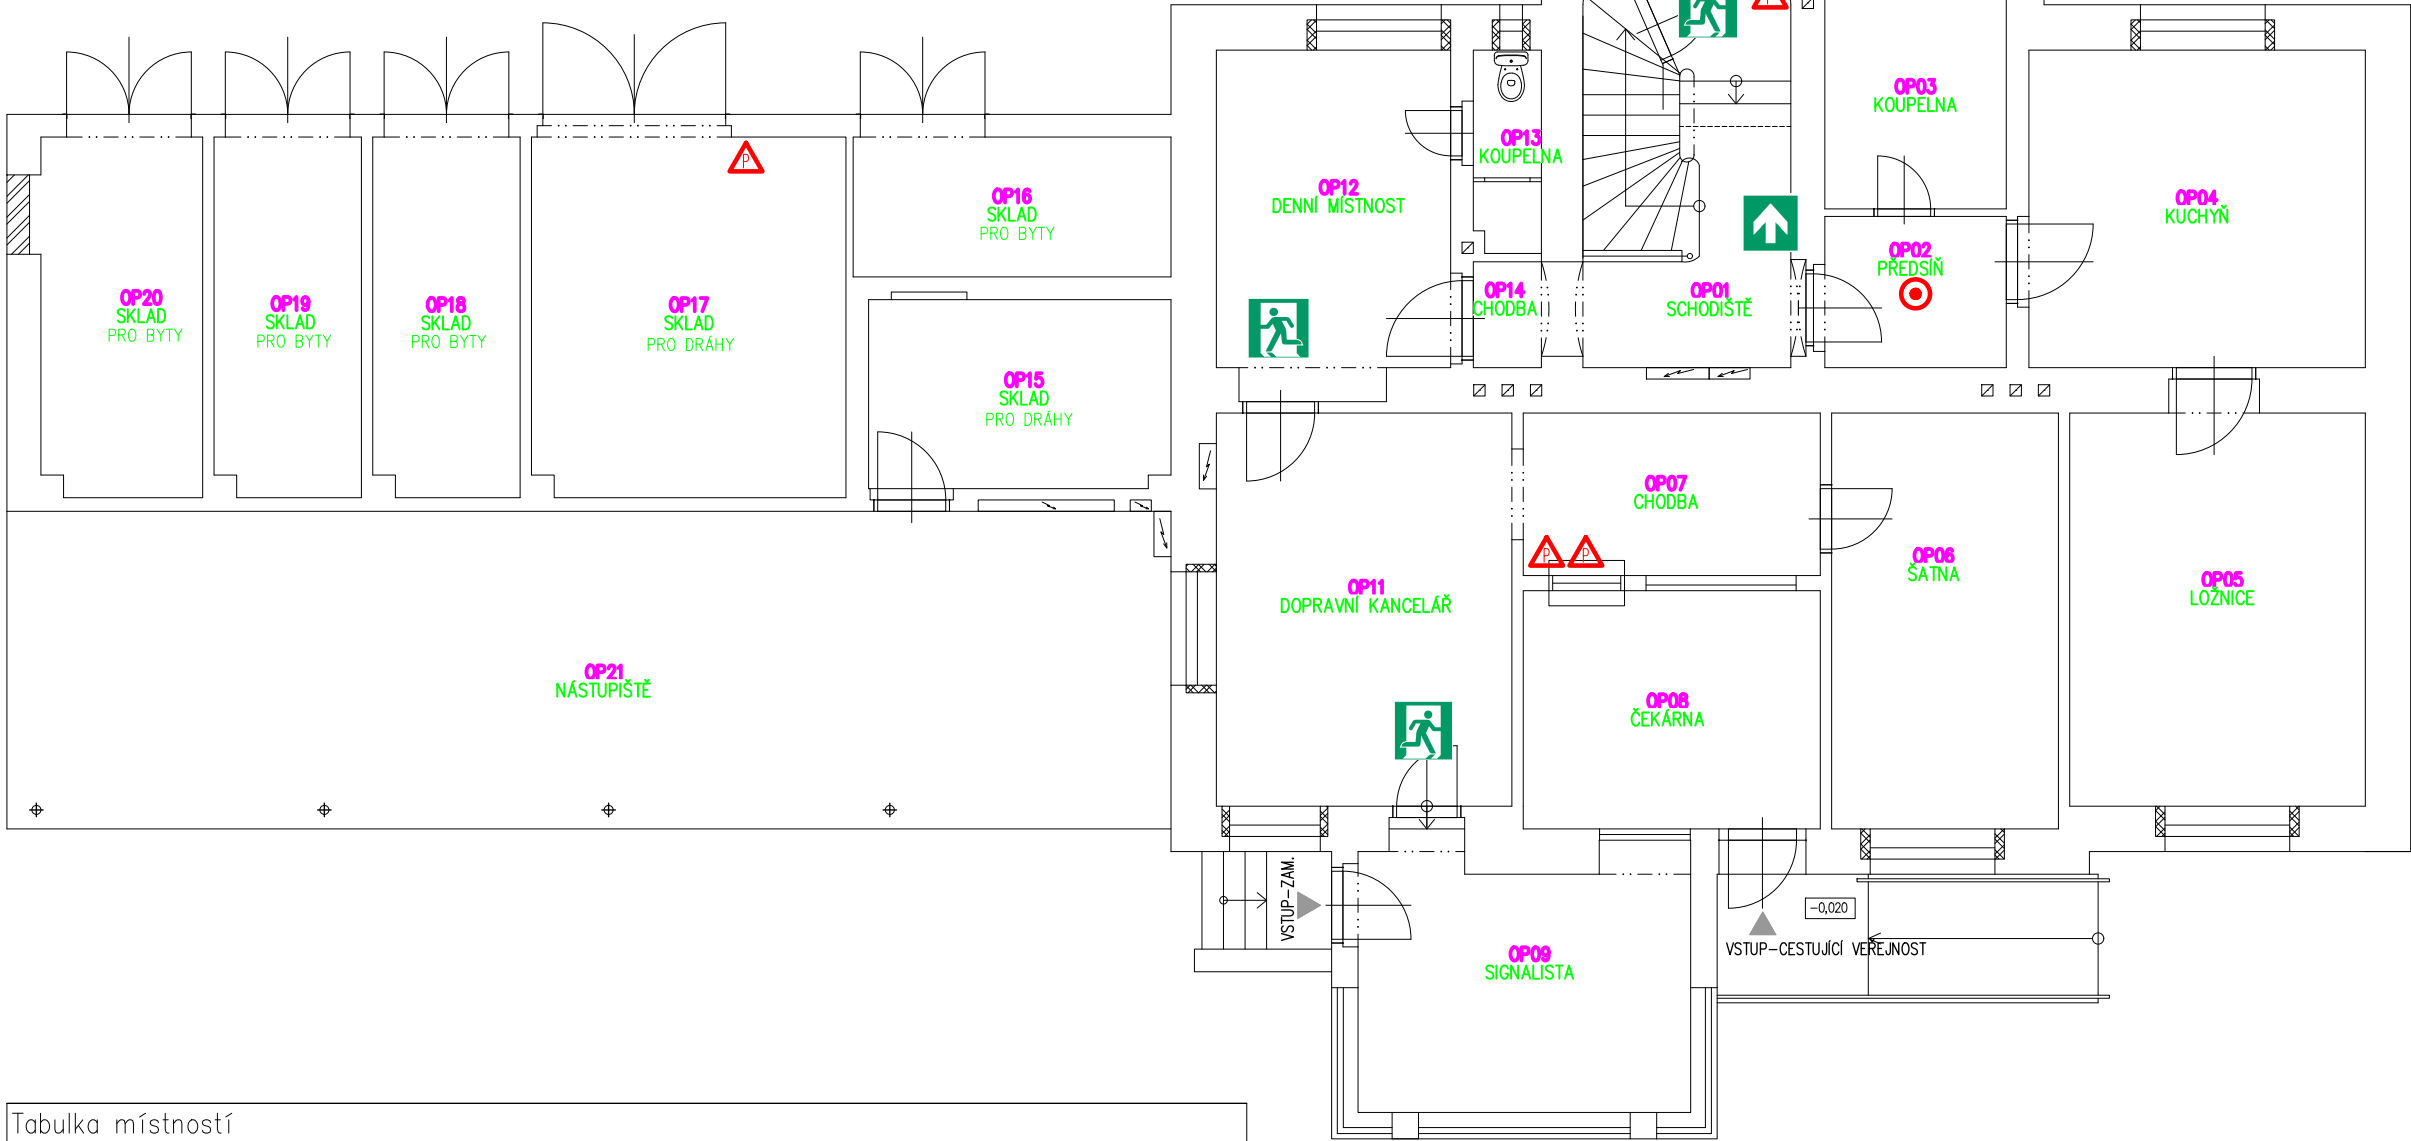 OP03
KOUPELNA
OP13
KOUPELNA
P
OP12
DENNÍ MÍSTNOST
OP16
SKLAD
PRO BYTY
OP04
KUCHYŇ
OP02
PŘEDSÍŇ
OP20
SKLAD
PRO BYTY
OP19
SKLAD
PRO BYTY
OP18
SKLAD
PRO BYTY
OP17
SKLAD
PRO DRÁHY
OP14
CHODBA
OP01
SCHODIŠTĚ
OP15
SKLAD
PRO DRÁHY
OP07
CHODBA
P
P
OP06
ŠATNA
OP11
DOPRAVNÍ KANCELÁŘ
OP05
LOŽNICE
OP21
NÁSTUPIŠTĚ
OP08
ČEKÁRNA
VSTUP-ZAM.
-0,020
VSTUP-CESTUJÍCÍ VEŘEJNOST
OP09
SIGNALISTA
Tabulka místností